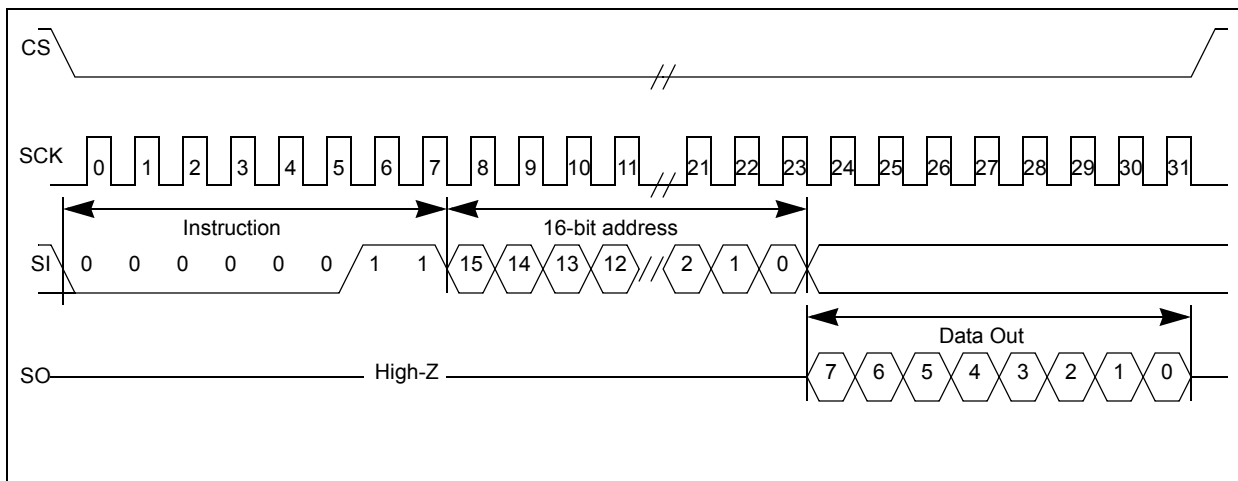 CS
SCK
0 1 2 3 4 5 6 7 8 9 10 11 21 22 23 24 25 26 27 28 29 30 31
Instruction 16-bit address
SI 0 0 0 0 0 0 1 1 15 14 13 12 2 1 0
Data Out
SO High-Z 7 6 5 4 3 2 1 0